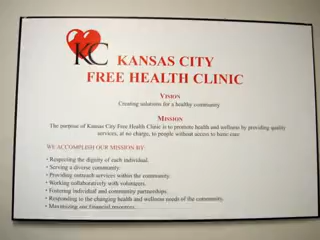 KC
KANSAS CITY
FREE HEALTH CLINIC
VISION
Creating solutions for a healthy community
MISSION
The purpose of Kansas City Free Health Clinic is to promote health and wellness by providing quality
services, at no charge, to people without access to basic care
WE ACCOMPLISH OUR MISSION BY:
• Respecting the dignity of each individual.
• Serving a diverse community.
• Providing outreach services within the community.
• Working collaboratively with volunteers.
• Fostering individual and community partnerships.
• Responding to the changing health and wellness needs of the community.
• Maximizing our financial resources.